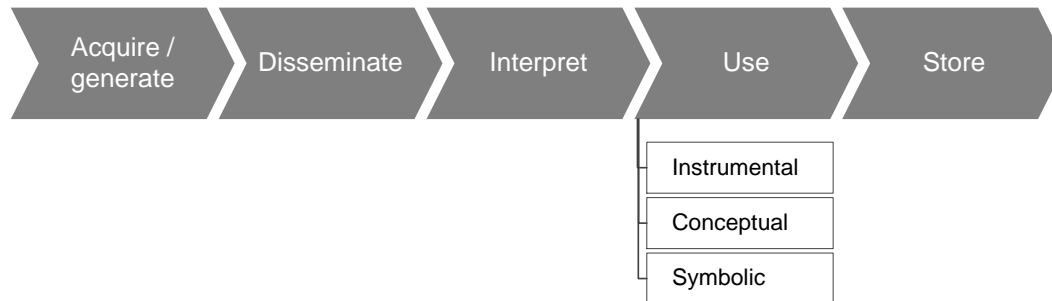 Acquire /
generate
Disseminate
Interpret
Use
Store
Instrumental
Conceptual
Symbolic